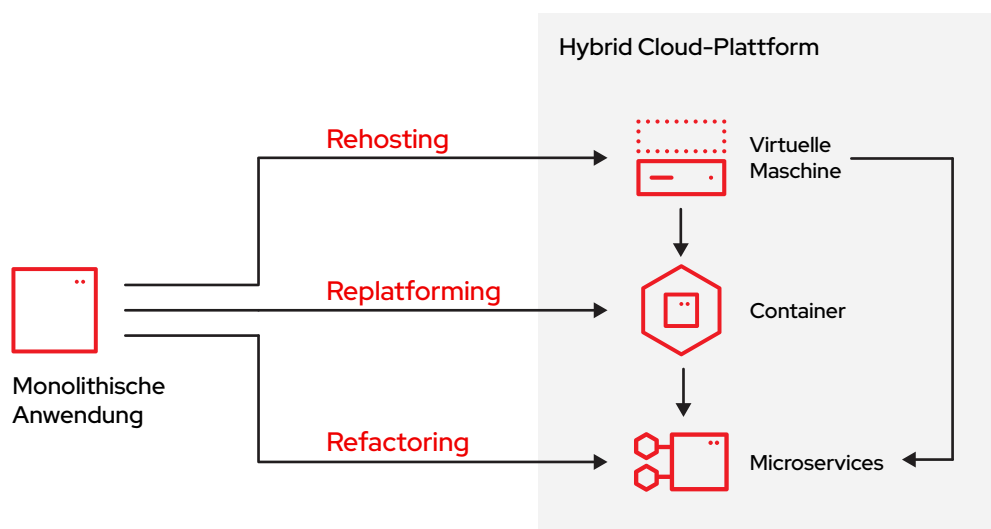 Hybrid Cloud-Plattform
Rehosting
Virtuelle
Maschine
Replatforming
Container
Monolithische
Anwendung
Refactoring
Microservices